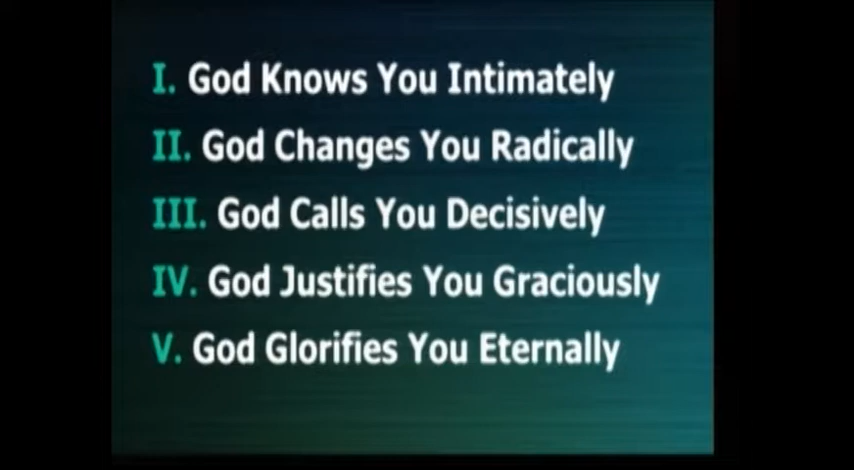 I. God Knows You Intimately
II. God Changes You Radically
III. God Calls You Decisively
IV. God Justifies You Graciously
V. God Glorifies You Eternally